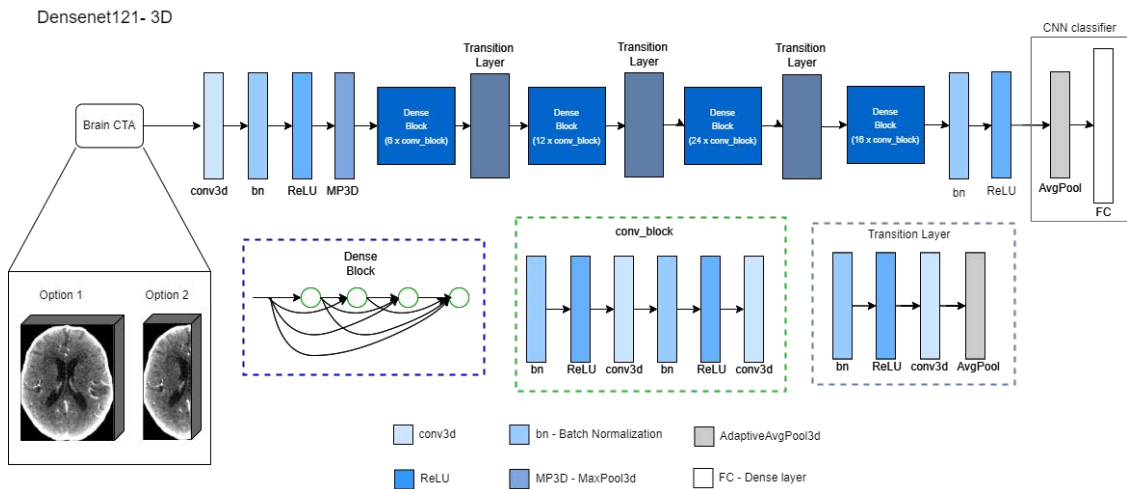 Densenet121- 3D
CNN classifier
Transition
Layer
Transition
Layer
Transition
Layer
Brain CTA
Dense
Block
(6 x conv_block)
Dense
Block
(12 x conv_block)
Dense
Block
(24 x conv_block)
Dense
Block
(16 x conv_block)
conv3d
bn
ReLU
MP3D
bn
ReLU
AvgPool
FC
Option 1
Option 2
Dense
Block
conv_block
bn
ReLU
conv3d
bn
ReLU
conv3d
Transition Layer
bn
ReLU
conv3d
AvgPool
conv3d
bn - Batch Normalization
AdaptiveAvgPool3d
ReLU
MP3D - MaxPool3d
FC - Dense layer